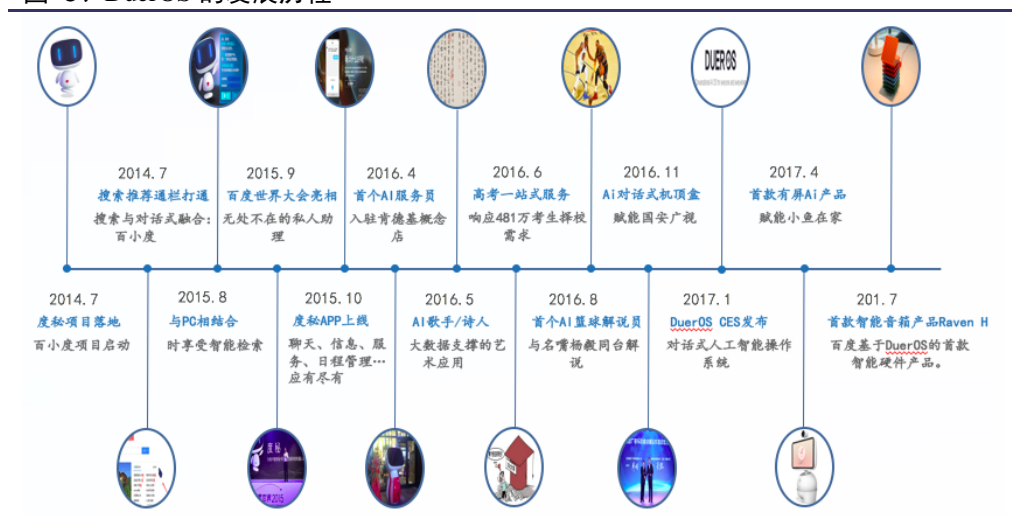 DuerOS 的发展历程
DUEROS
2014.7
搜索推荐通栏打通
搜索与对话式融合：
百小度
2015.9
百度世界大会亮相
无处不在的私人助
理
2016.4
首个AI服务员
入驻肯德基概念
店
2016.6
高考一站式服务
响应481万考生择校
需求
2016.11
Ai对话式机顶盒
赋能国安广视
2017.4
首款有屏Ai产品
赋能小鱼在家
2014.7
度秘项目落地
百小度项目启动
2015.8
与PC相结合
时享受智能检索
2015.10
度秘APP上线
聊天、信息、服
务、日程管理…
应有尽有
2016.5
AI歌手/诗人
大数据支撑的艺
术应用
2016.8
首个AI篮球解说员
与名嘴杨毅同台解
说
2017.1
DuerOS CES发布
对话式人工智能操作
系统
201.7
首款智能音箱产品Raven H
百度基于DuerOS的首款
智能硬件产品。
度秘
世界2015